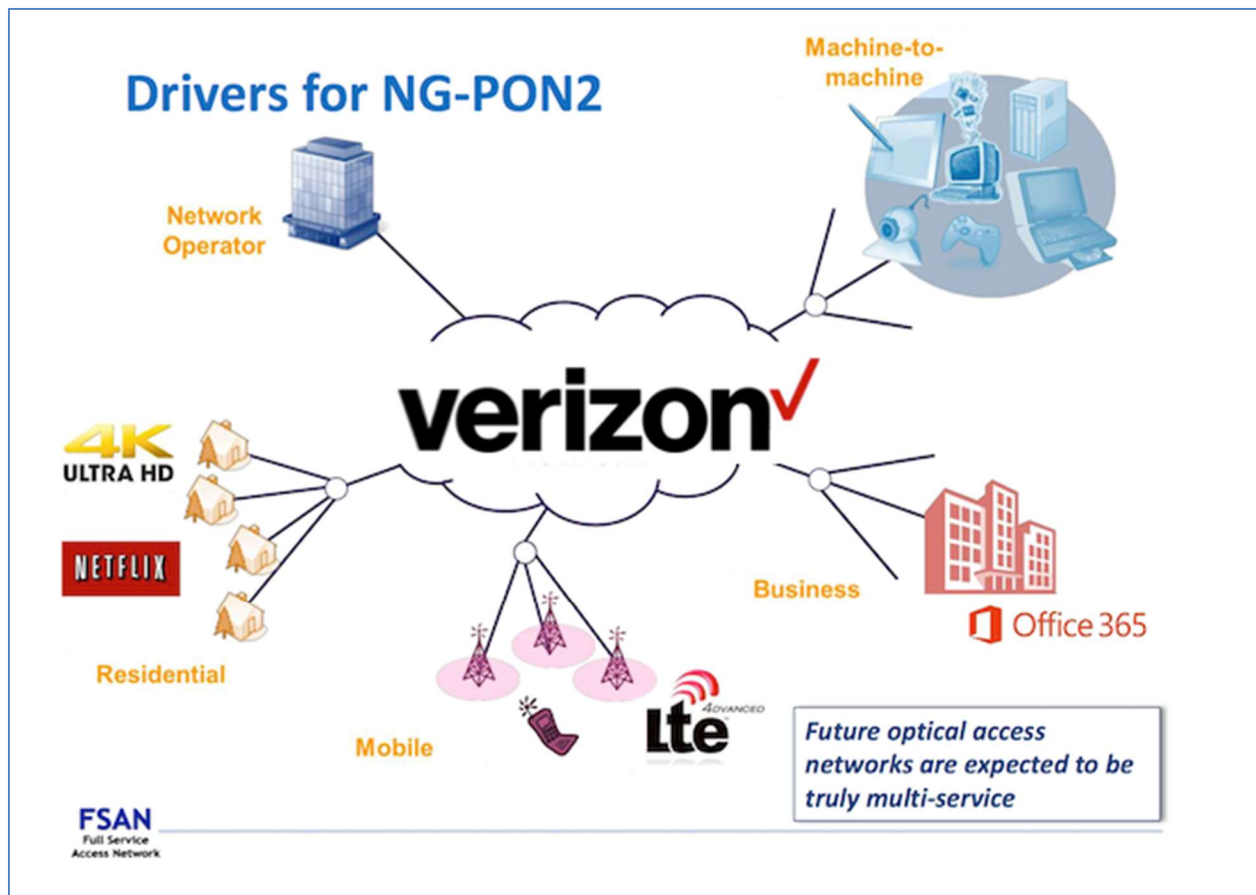 Drivers for NG-PON2
Machine-to-
machine
Network
Operator
verizon
4K
ULTRA HD
NETFLIX
Residential
Mobile
4DVANCED
Lte
Business
Office 365
Future optical access
networks are expected to be
truly multi-service
FSAN
Full Service
Access Network